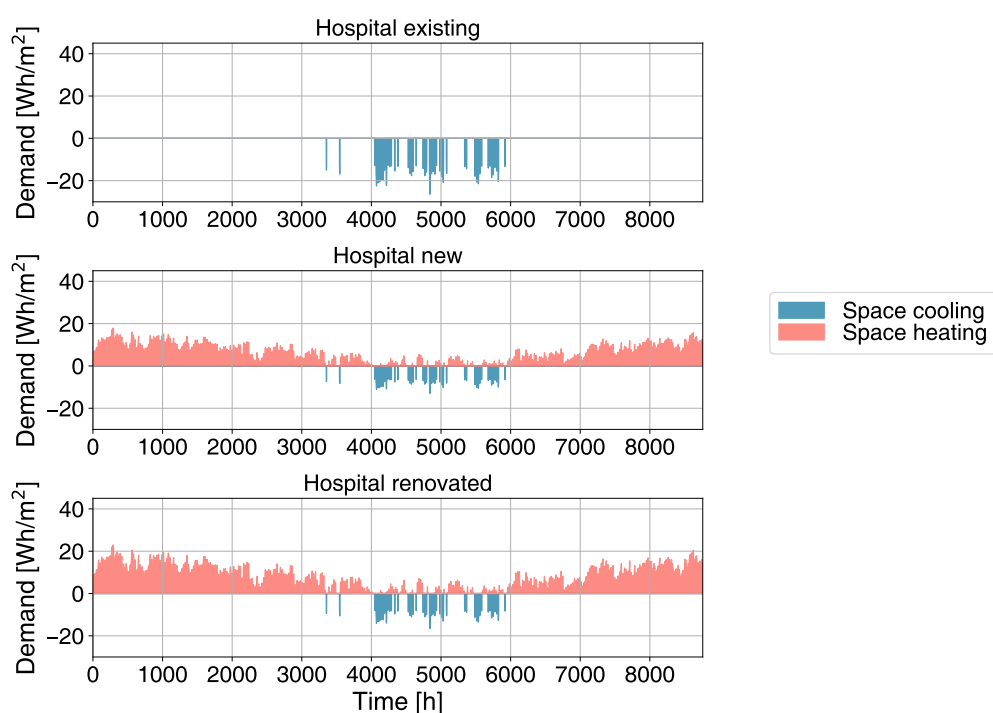 Hospital existing
Demand [Wh/m²]
40
20
0
−20
0 1000 2000 3000 4000 5000 6000 7000 8000
Hospital new
Demand [Wh/m²]
40
20
0
−20
0 1000 2000 3000 4000 5000 6000 7000 8000
Space cooling
Space heating
Hospital renovated
Demand [Wh/m²]
40
20
0
−20
0 1000 2000 3000 4000 5000 6000 7000 8000
Time [h]